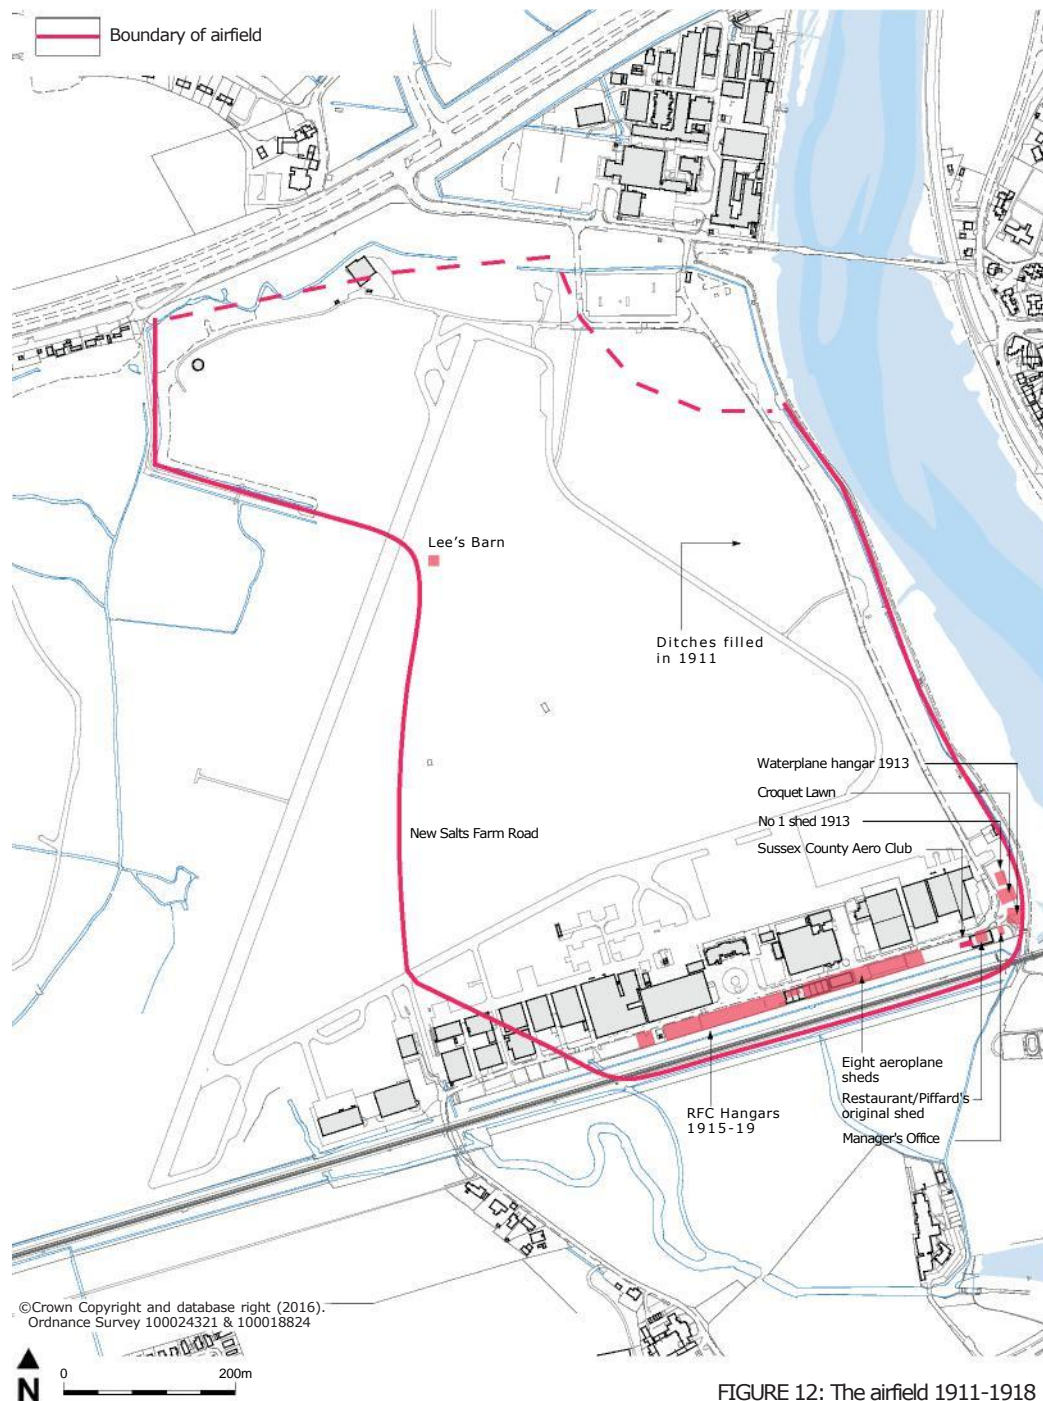 Boundary of airfield
Lee's Barn
Ditches filled
in 1911
Waterplane hangar 1913
Croquet Lawn
No 1 shed 1913
Sussex County Aero Club
New Salts Farm Road
Eight aeroplane
sheds
Restaurant/Piffard's
original shed
Manager's Office
RFC Hangars
1915-19
©Crown Copyright and database right (2016).
Ordnance Survey 100024321 & 100018824
N
0 200m
FIGURE 12: The airfield 1911-1918